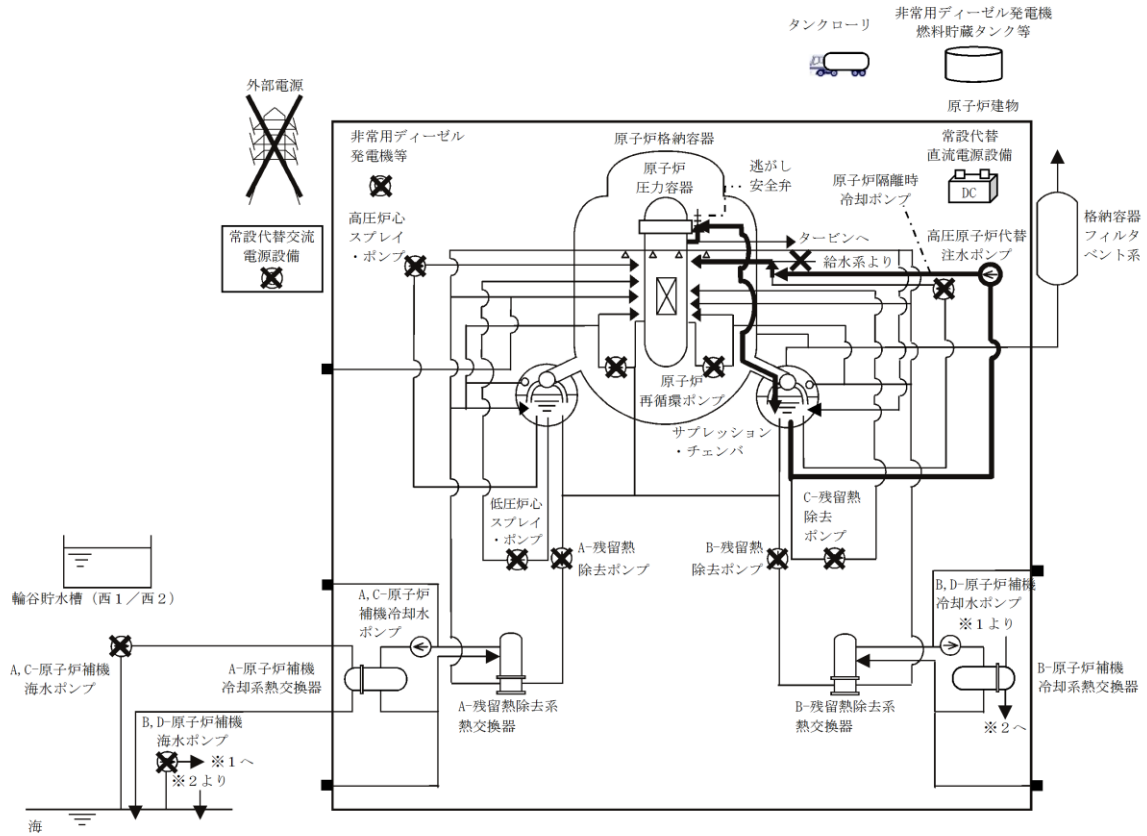 タンクローリ
非常用ディーゼル発電機
燃料貯蔵タンク等
外部電源
原子炉建物
非常用ディーゼル
発電機等
原子炉格納容器
原子炉
圧力容器
逃がし
安全弁
原子炉隔離時
冷却ポンプ
常設代替
直流電源設備
DC
高圧炉心
スプレイ
・ポンプ
常設代替交流
電源設備
タービンへ
給水系より
高圧原子炉代替
注水ポンプ
格納容器
フィルタ
ベント系
原子炉
再循環ポンプ
サプレッション
・チェンバ
低圧炉心
スプレイ
・ポンプ
A-残留熱
除去ポンプ
B-残留熱
除去ポンプ
C-残留熱
除去
ポンプ
輪谷貯水槽（西１／西２）
A,C-原子炉
補機冷却水
ポンプ
B,D-原子炉補機
冷却水ポンプ
※１より
A,C-原子炉補機
海水ポンプ
A-原子炉補機
冷却系熱交換器
A-残留熱除去系
熱交換器
B-残留熱除去系
熱交換器
B-原子炉補機
冷却系熱交換器
※２へ
B,D-原子炉補機
海水ポンプ
※１へ
※２より
海